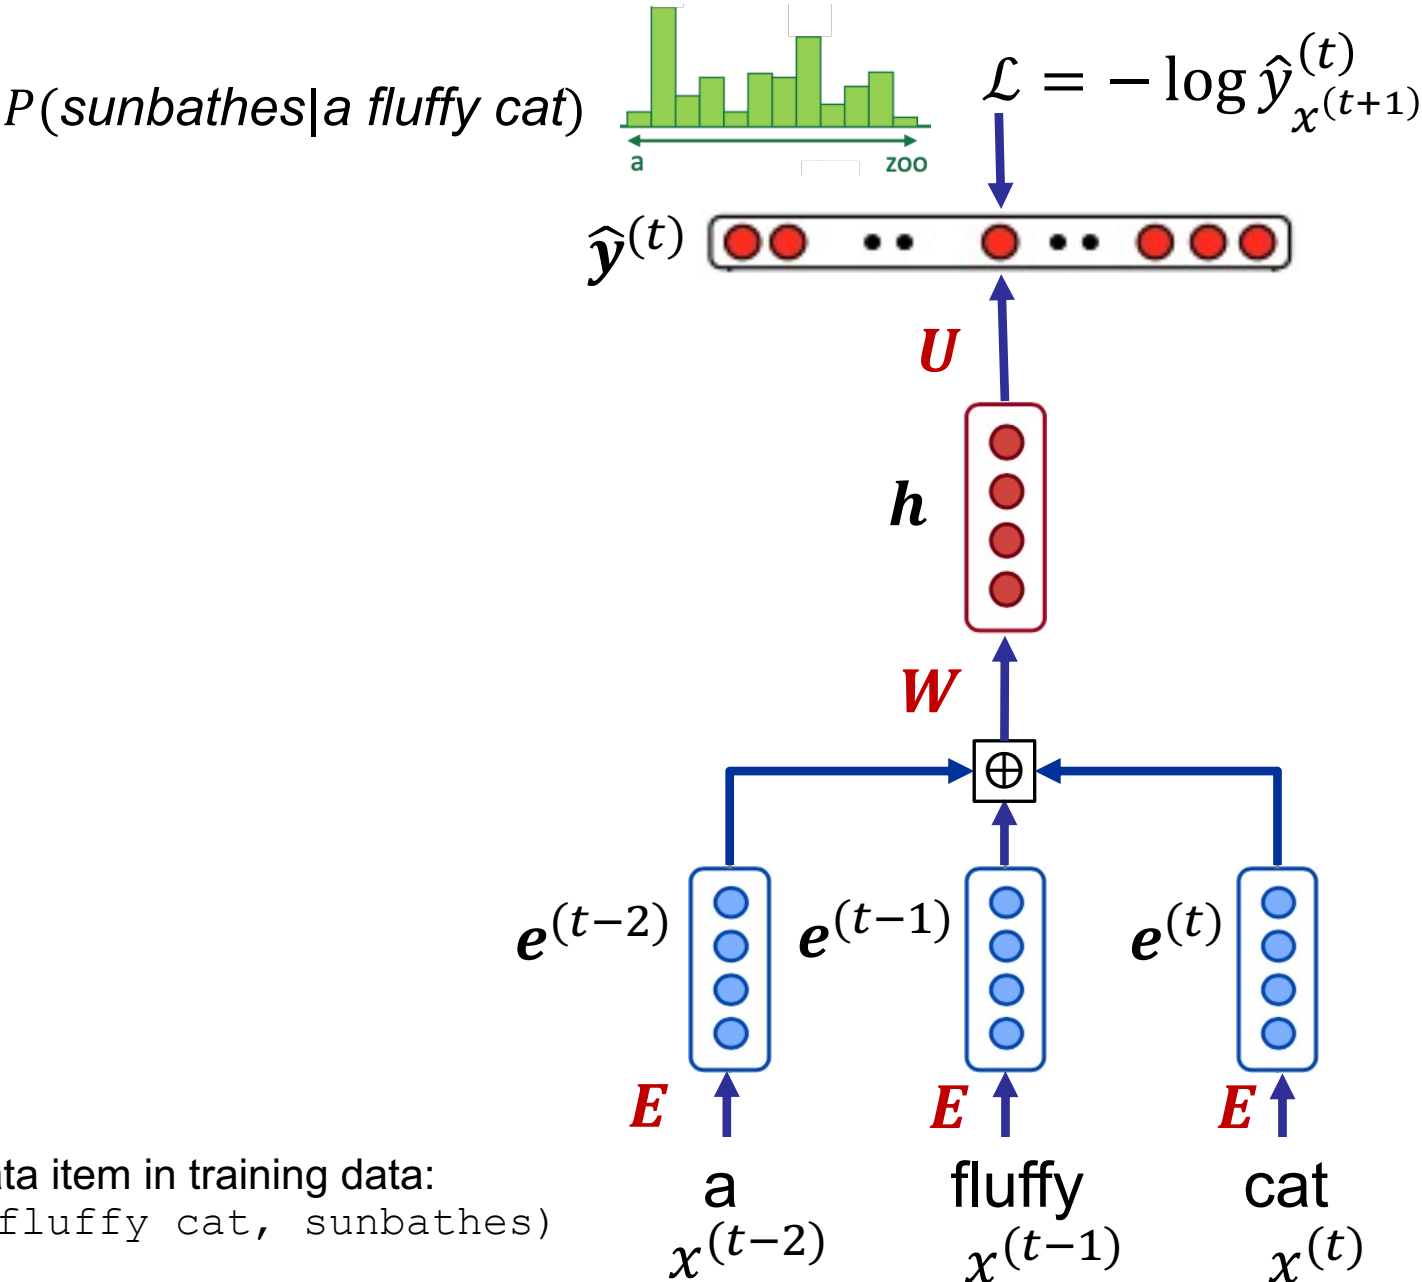 P(sunbathes|a fluffy cat)
a zoo
ℒ = − log ŷ^(t)_x^(t+1)
ŷ^(t)
U
h
W
⊕
e^(t−2) e^(t−1) e^(t)
E E E
a fluffy cat
x^(t−2) x^(t−1) x^(t)
ta item in training data:
fluffy cat, sunbathes)